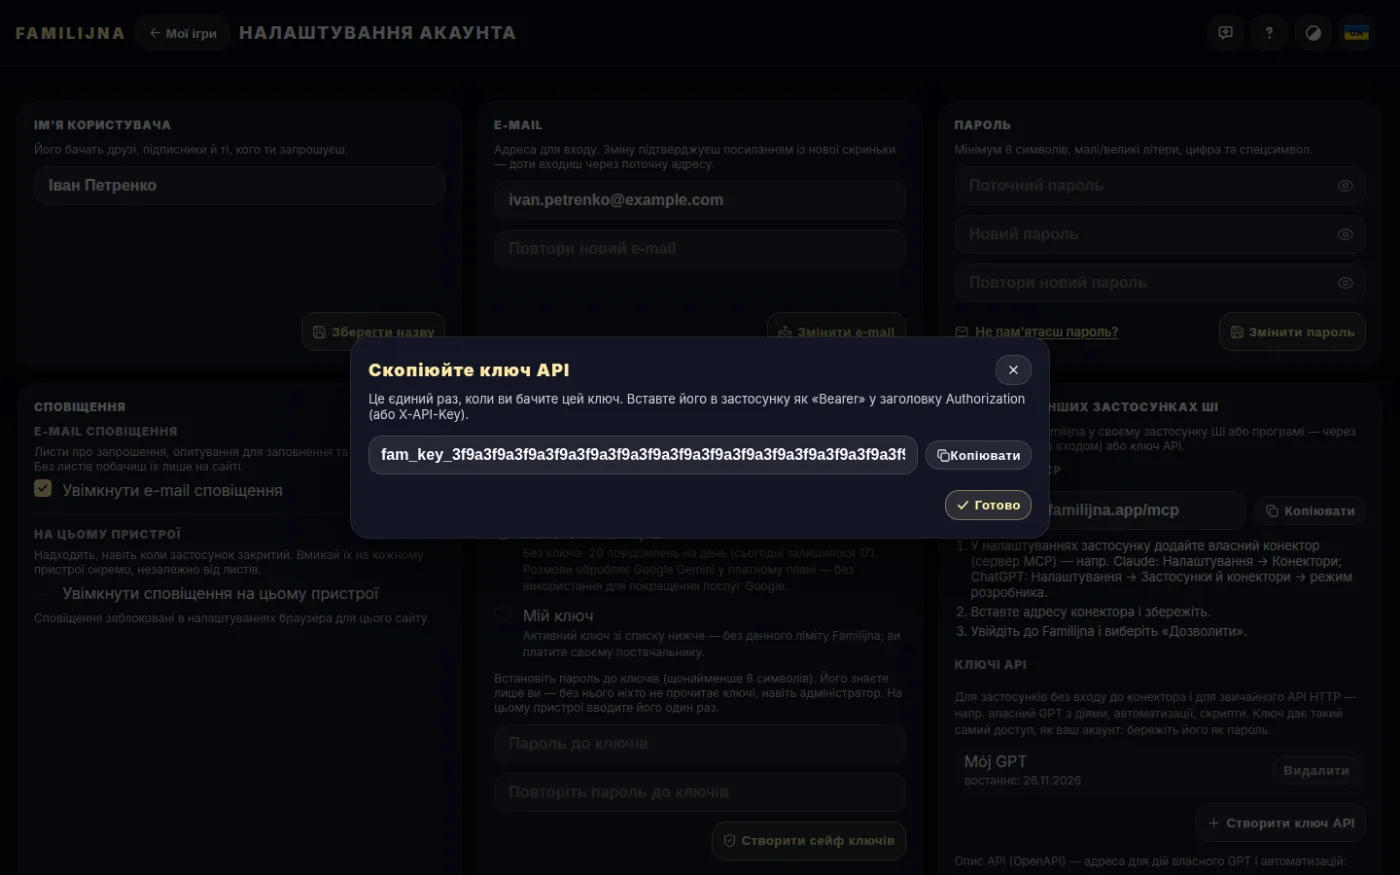 FAMILIJNA
← Мої ігри
НАЛАШТУВАННЯ АКАУНТА
?
ІМ'Я КОРИСТУВАЧА
Його бачать друзі, підписники й ті, кого ти запрошуєш.
Іван Петренко
Зберегти назву
E-MAIL
Адреса для входу. Зміну підтверджуєш посиланням із нової скриньки
— доти входиш через поточну адресу.
ivan.petrenko@example.com
Повтори новий e-mail
Змінити e-mail
ПАРОЛЬ
Мінімум 8 символів, малі/великі літери, цифра та спецсимвол.
Поточний пароль
Новий пароль
Повтори новий пароль
Не пам'ятаєш пароль?
Змінити пароль
Скопіюйте ключ API
Це єдиний раз, коли ви бачите цей ключ. Вставте його в застосунку як «Bearer» у заголовку Authorization
(або X-API-Key).
fam_key_3f9a3f9a3f9a3f9a3f9a3f9a3f9a3f9a3f9a3f9a3f9a3f9a3f9a3f9a3f9a3f9
Копіювати
Готово
СПОВІЩЕННЯ
E-MAIL СПОВІЩЕННЯ
Листи про запрошення, опитування для заповнення та
Без листів побачиш їх лише на сайті.
Увімкнути e-mail сповіщення
НА ЦЬОМУ ПРИСТРОЇ
Надходять, навіть коли застосунок закритий. Вмикай їх на кожному
пристрої окремо, незалежно від листів.
Увімкнути сповіщення на цьому пристрої
Сповіщення заблоковані в налаштуваннях браузера для цього сайту.
Без ключа. 20 повідомлень на день (сьогодні залишилося 17).
Розмови обробляє Google Gemini у платному плані — без
використання для покращення послуг Google.
Мій ключ
Активний ключ зі списку нижче — без денного ліміту Familijna; ви
платите своєму постачальнику.
Встановіть пароль до ключів (щонайменше 8 символів). Його знаєте
лише ви — без нього ніхто не прочитає ключі, навіть адміністратор. На
цьому пристрої вводите його один раз.
Пароль до ключів
Повторіть пароль до ключів
Створити сейф ключів
НШИХ ЗАСТОСУНКАХ ШІ
milijna у своєму застосунку ШІ або програмі — через
входом) або ключ API.
CP
familijna.app/mcp
Копіювати
1. У налаштуваннях застосунку додайте власний конектор
(сервер MCP) — напр. Claude: Налаштування → Конектори;
ChatGPT: Налаштування → Застосунки й конектори → режим
розробника.
2. Вставте адресу конектора і збережіть.
3. Увійдіть до Familijna і виберіть «Дозволити».
КЛЮЧІ API
Для застосунків без входу до конектора і для звичайного API HTTP —
напр. власний GPT з діями, автоматизації, скрипти. Ключ дає такий
самий доступ, як ваш акаунт: бережіть його як пароль.
Mój GPT
востаннє: 26.11.2026
Видалити
+ Створити ключ API
Опис API (OpenAPI) — адреса для дій власного GPT і автоматизацій: